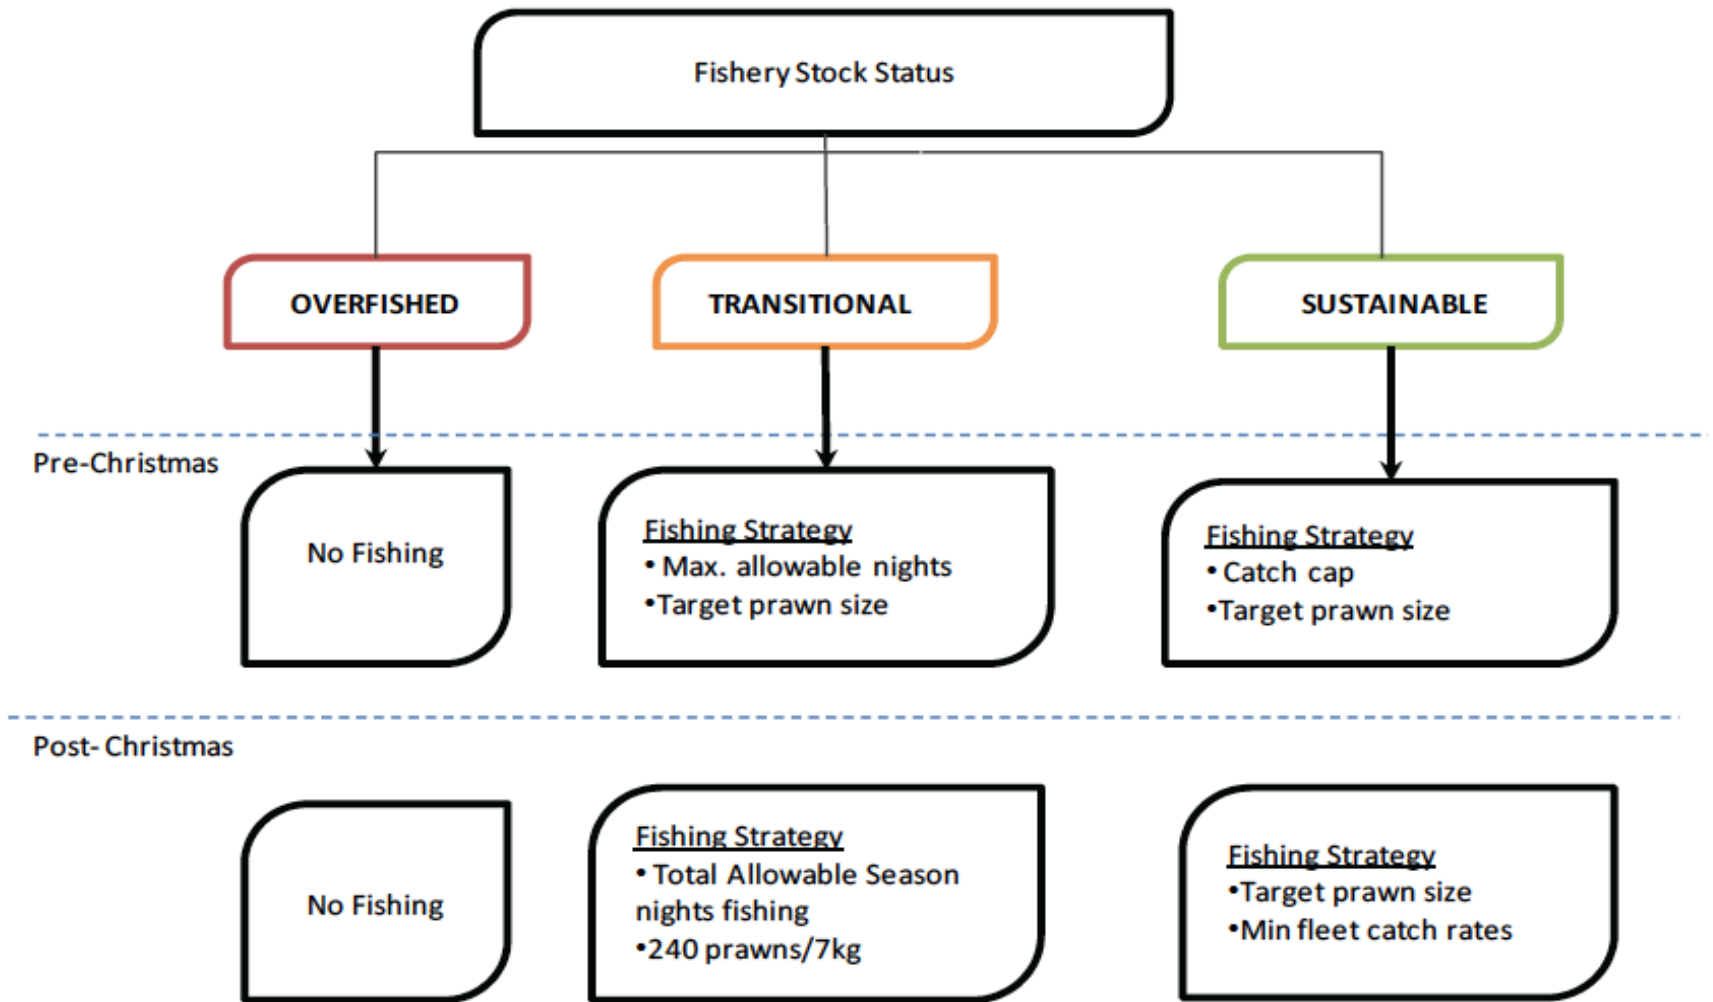 Fishery Stock Status
OVERFISHED
TRANSITIONAL
SUSTAINABLE
Pre-Christmas
No Fishing
Fishing Strategy
• Max. allowable nights
•Target prawn size
Fishing Strategy
• Catch cap
•Target prawn size
Post- Christmas
No Fishing
Fishing Strategy
• Total Allowable Season
nights fishing
•240 prawns/7kg
Fishing Strategy
•Target prawn size
•Min fleet catch rates